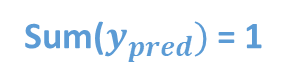 Sum(y_pred) = 1